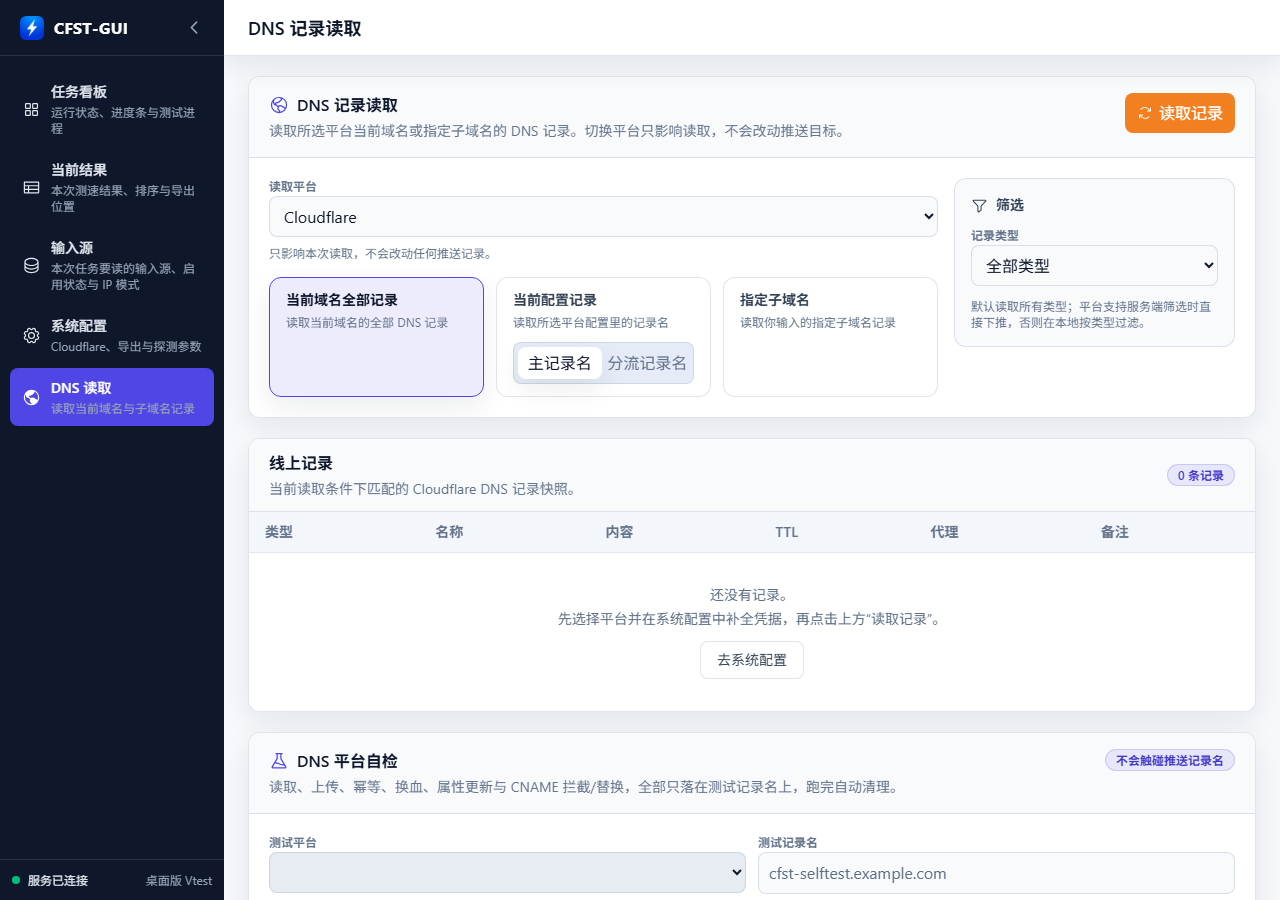 CFST-GUI
任务看板
运行状态、进度条与测试进
程
当前结果
本次测速结果、排序与导出
位置
输入源
本次任务要读的输入源、启
用状态与 IP 模式
系统配置
Cloudflare、导出与探测参数
DNS 读取
读取当前域名与子域名记录
服务已连接
桌面版 Vtest
DNS 记录读取
DNS 记录读取
读取所选平台当前域名或指定子域名的 DNS 记录。切换平台只影响读取，不会改动推送目标。
读取记录
读取平台
Cloudflare
只影响本次读取，不会改动任何推送记录。
当前域名全部记录
读取当前域名的全部 DNS 记录
当前配置记录
读取所选平台配置里的记录名
主记录名
分流记录名
指定子域名
读取你输入的指定子域名记录
筛选
记录类型
全部类型
默认读取所有类型；平台支持服务端筛选时直
接下推，否则在本地按类型过滤。
线上记录
当前读取条件下匹配的 Cloudflare DNS 记录快照。
0 条记录
类型 名称 内容 TTL 代理 备注
还没有记录。
先选择平台并在系统配置中补全凭据，再点击上方“读取记录”。
去系统配置
DNS 平台自检
读取、上传、幂等、换血、属性更新与 CNAME 拦截/替换，全部只落在测试记录名上，跑完自动清理。
不会触碰推送记录名
测试平台
测试记录名
cfst-selftest.example.com